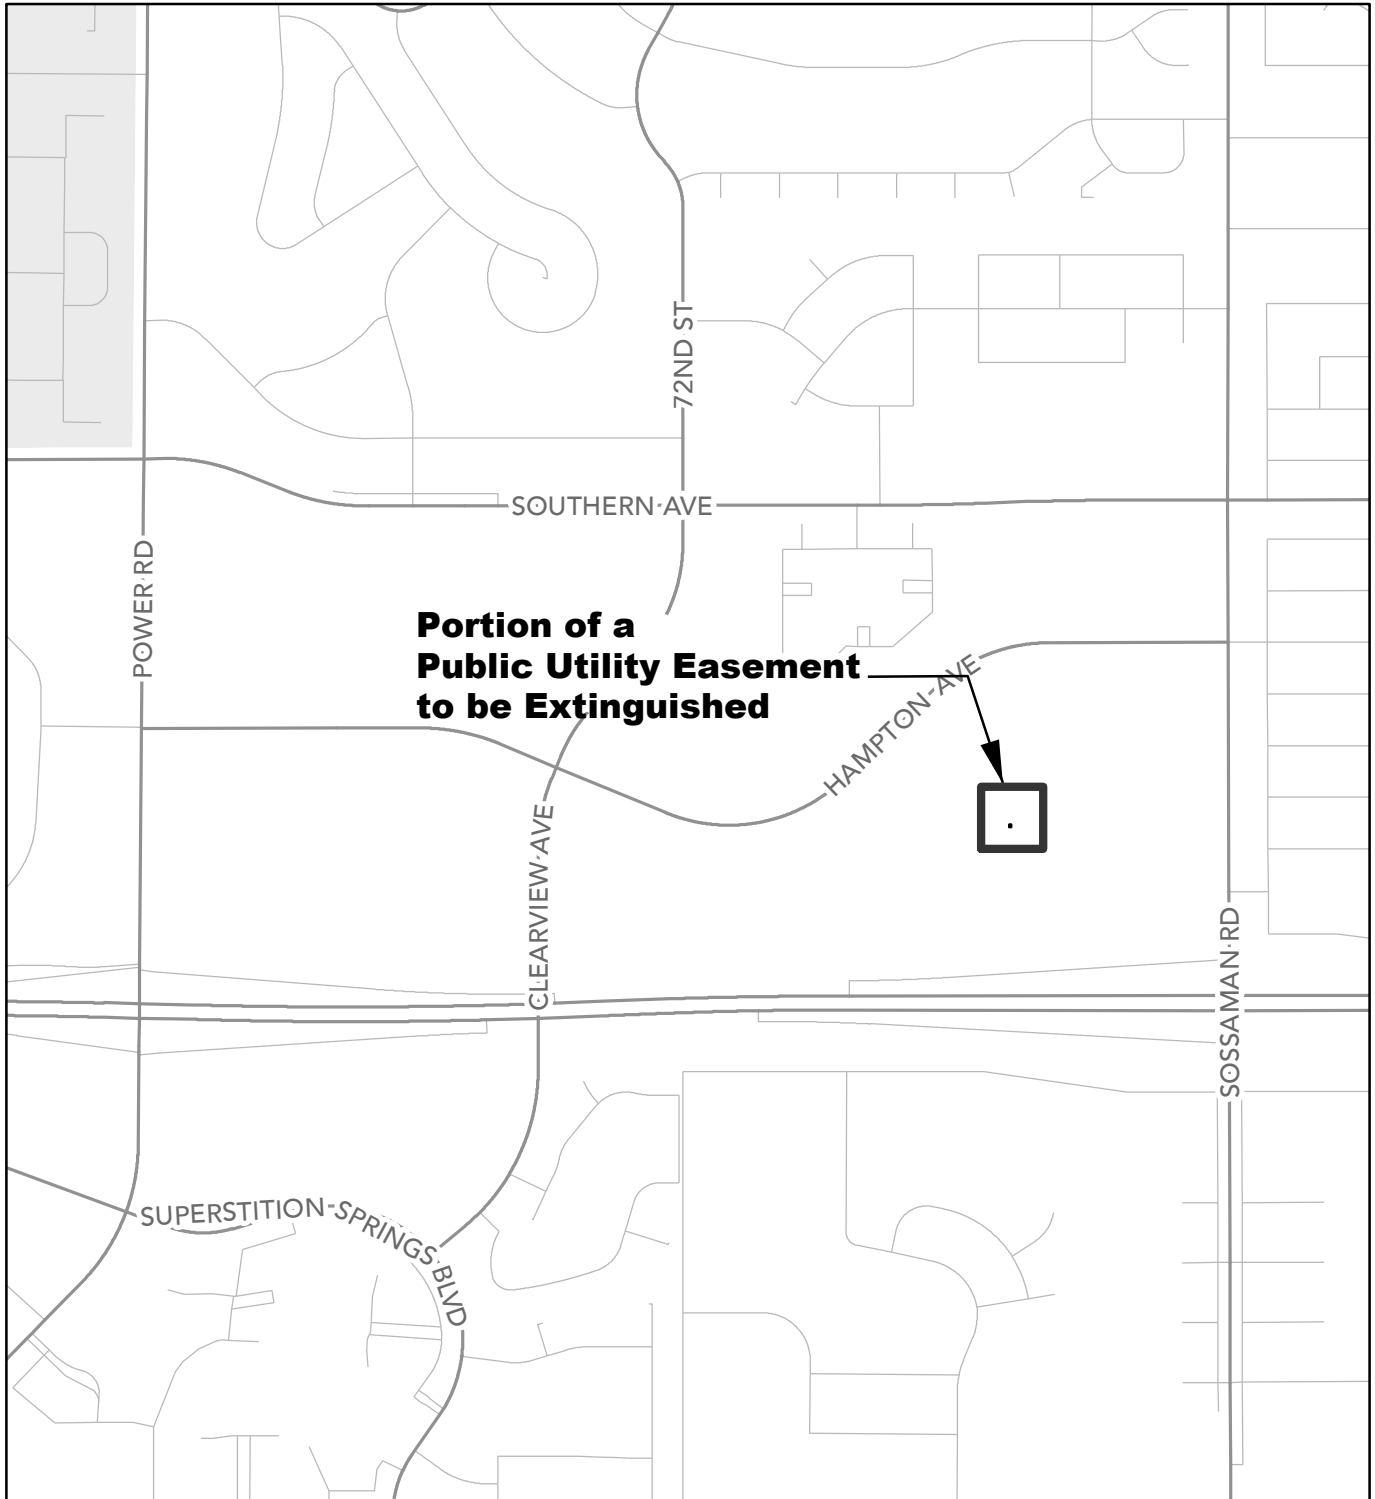 72ND ST
SOUTHERN AVE
POWER RD
Portion of a
Public Utility Easement
to be Extinguished
HAMPTON AVE
CLEARVIEW AVE
SOSSAMAN RD
SUPERSTITION SPRINGS BLVD